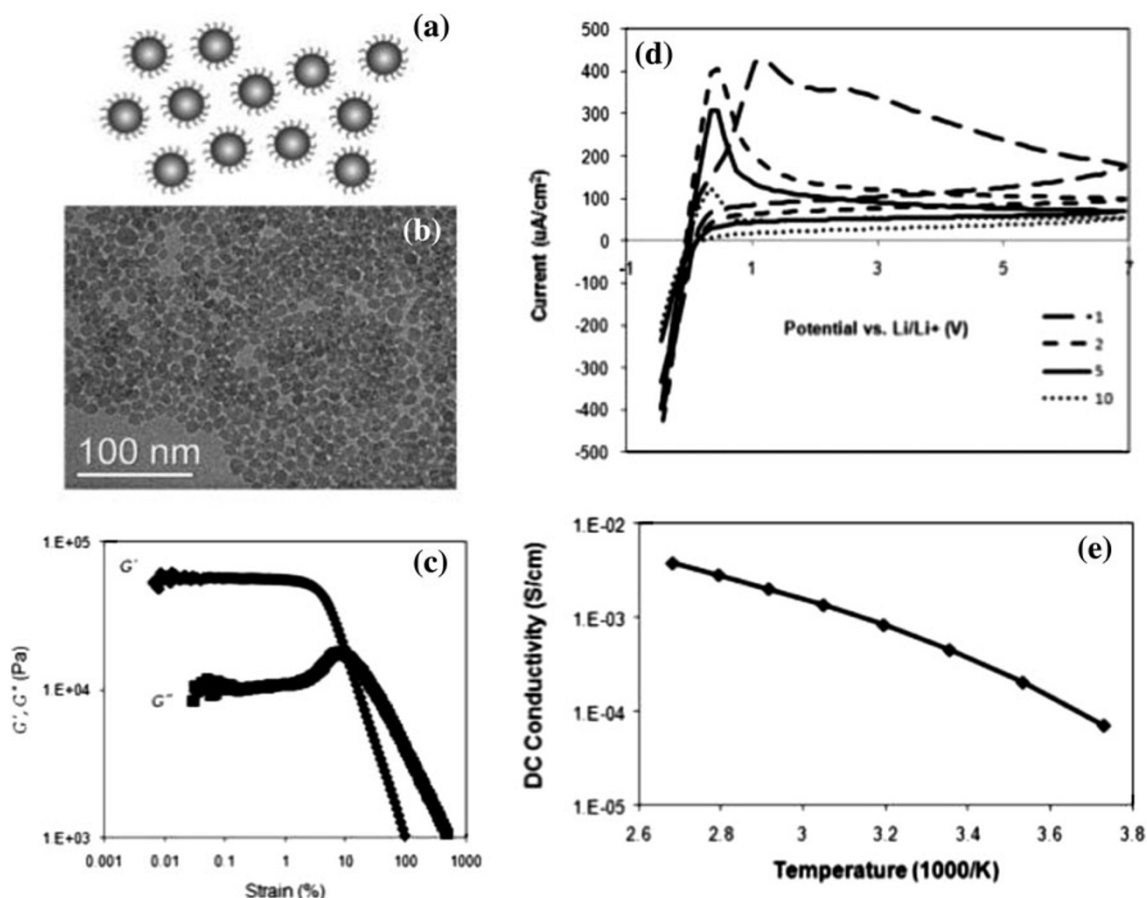 (a)
(b)
100 nm
(c)
1.E+05
1.E+04
1.E+03
G', G" (Pa)
G'
G"
0.001 0.01 0.1 1 10 100 1000
Strain (%)
(d)
500
400
300
200
100
0
-100
-200
-300
-400
-500
Current (uA/cm²)
-1 1 3 5 7
Potential vs. Li/Li+ (V)
1
2
5
10
(e)
1.E-02
1.E-03
1.E-04
1.E-05
DC Conductivity (S/cm)
2.6 2.8 3 3.2 3.4 3.6 3.8
Temperature (1000/K)